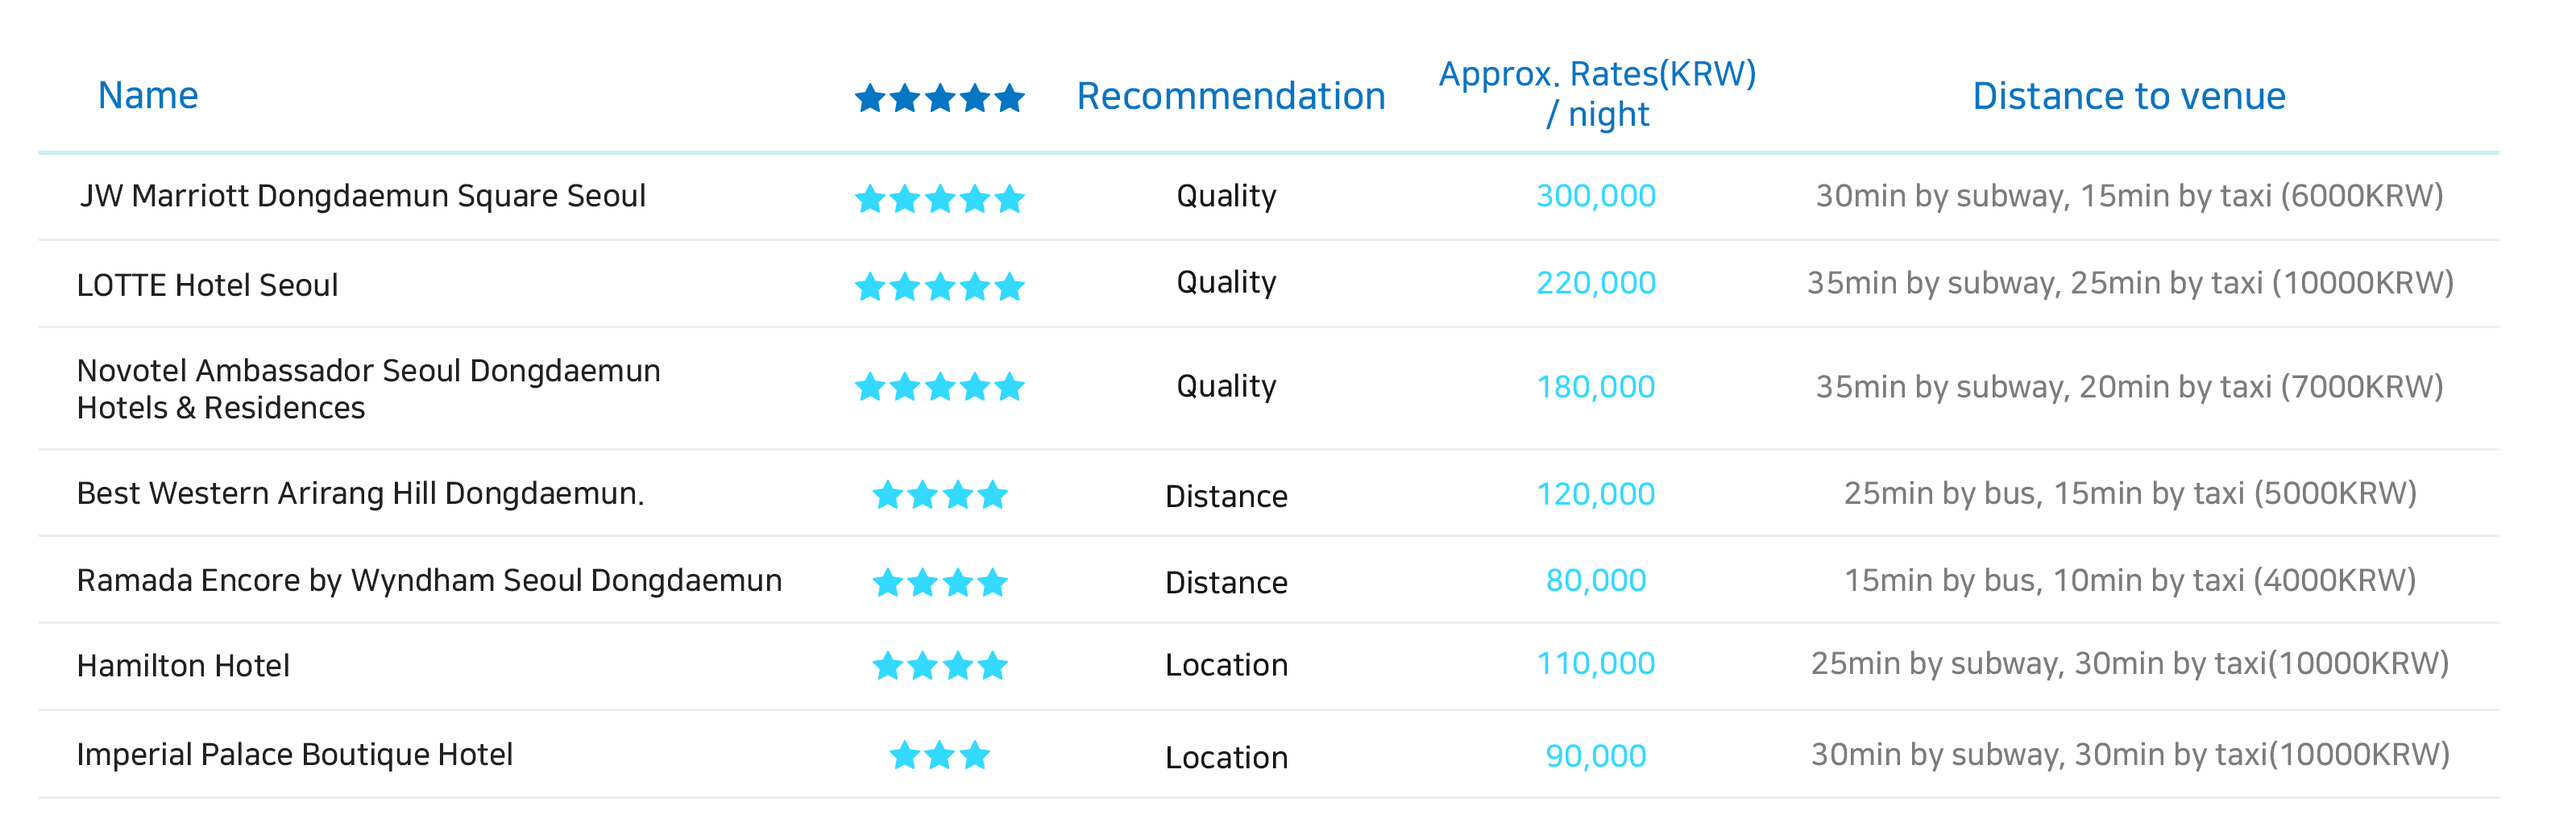 Name ★★★★★ Recommendation Approx. Rates(KRW) / night Distance to venue
JW Marriott Dongdaemun Square Seoul ★★★★★ Quality 300,000 30min by subway, 15min by taxi (6000KRW)
LOTTE Hotel Seoul ★★★★★ Quality 220,000 35min by subway, 25min by taxi (10000KRW)
Novotel Ambassador Seoul Dongdaemun
Hotels & Residences ★★★★★ Quality 180,000 35min by subway, 20min by taxi (7000KRW)
Best Western Arirang Hill Dongdaemun. ★★★★ Distance 120,000 25min by bus, 15min by taxi (5000KRW)
Ramada Encore by Wyndham Seoul Dongdaemun ★★★★ Distance 80,000 15min by bus, 10min by taxi (4000KRW)
Hamilton Hotel ★★★★ Location 110,000 25min by subway, 30min by taxi(10000KRW)
Imperial Palace Boutique Hotel ★★★ Location 90,000 30min by subway, 30min by taxi(10000KRW)